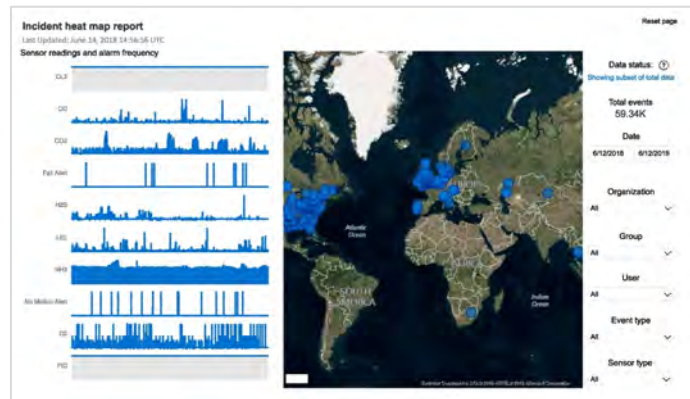 Incident heat map report
Last Updated: June 14, 2018 14:56:56 UTC
Sensor readings and alarm frequency
Reset page
CO
CO2
Fall Alert
H2S
LEL
NH3
No Motion Alert
O2
PID
Atlantic
Ocean
SOUTH
AMERICA
EUROPE
AFRICA
Indian
Ocean
Data status:
Showing subset of total data
Total events
59.34K
Date
6/12/2018 6/12/2018
Organization
All
Group
All
User
All
Event type
All
Sensor type
All